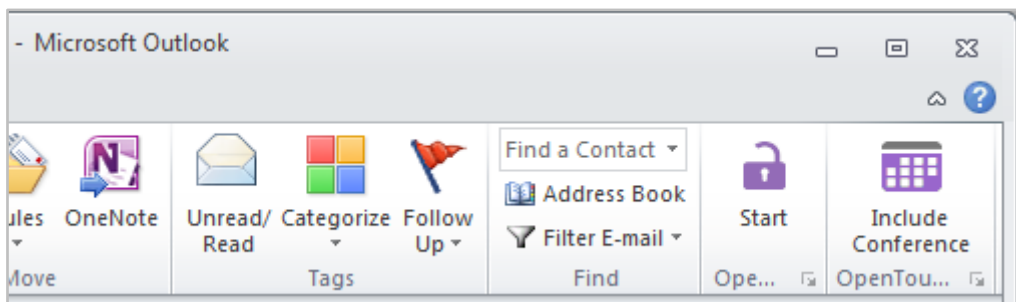 - Microsoft Outlook
ules
OneNote
Unread/
Read
Categorize
Follow
Up
Find a Contact
Address Book
Filter E-mail
Start
Include
Conference
Move
Tags
Find
Ope...
OpenTou...